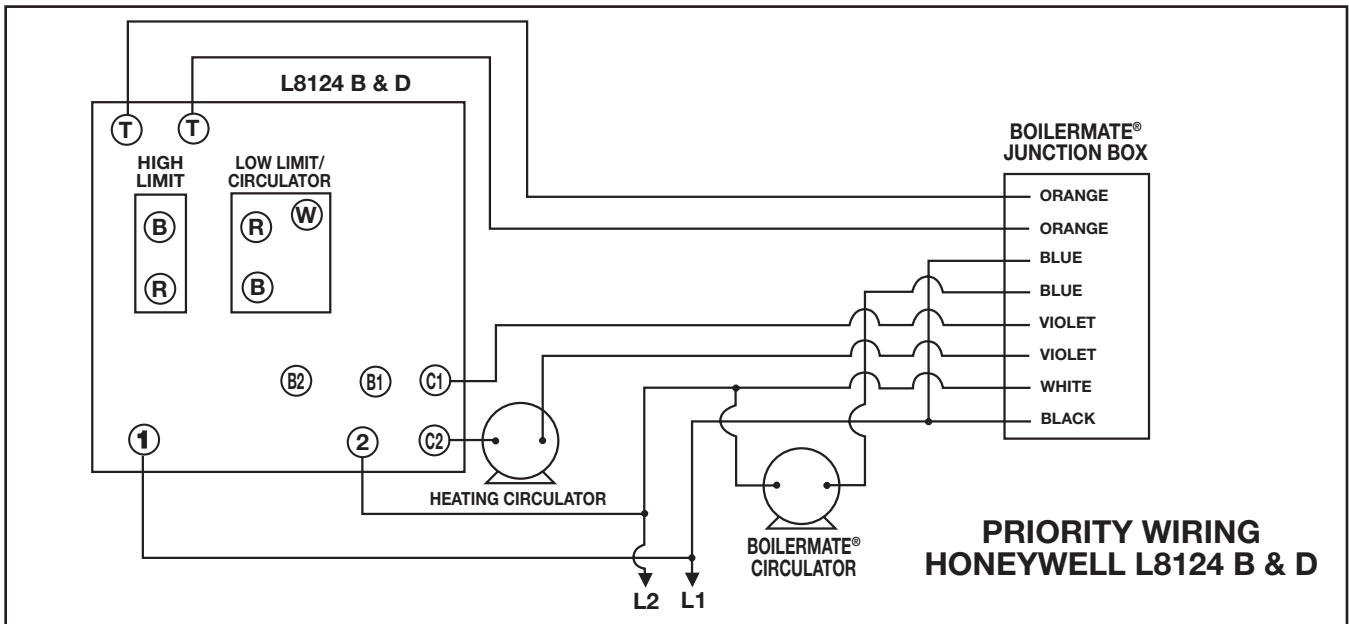 L8124 B & D
T
T
HIGH
LIMIT
LOW LIMIT/
CIRCULATOR
B
R
R
W
B
B2
B1
C1
1
2
C2
HEATING CIRCULATOR
BOILERMATE®
JUNCTION BOX
ORANGE
ORANGE
BLUE
BLUE
VIOLET
VIOLET
WHITE
BLACK
BOILERMATE®
CIRCULATOR
L2
L1
PRIORITY WIRING
HONEYWELL L8124 B & D